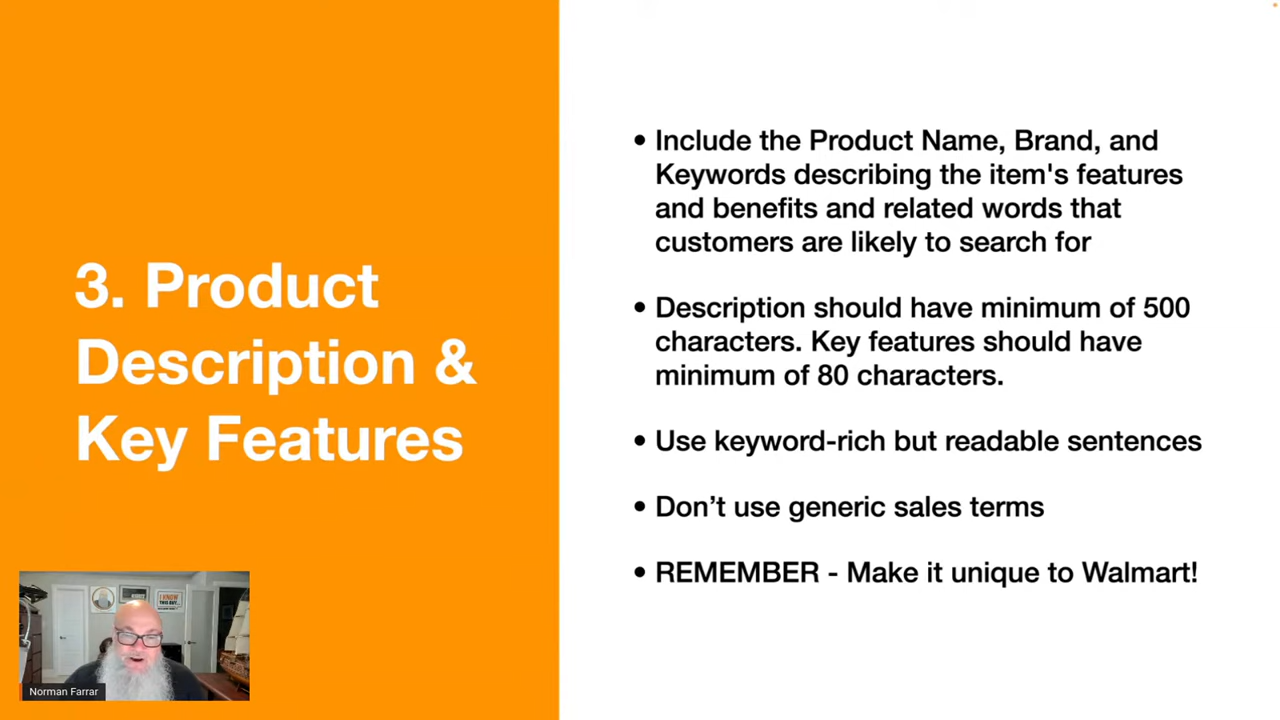 3. Product
Description &
Key Features
• Include the Product Name, Brand, and
Keywords describing the item's features
and benefits and related words that
customers are likely to search for
• Description should have minimum of 500
characters. Key features should have
minimum of 80 characters.
• Use keyword-rich but readable sentences
• Don’t use generic sales terms
• REMEMBER - Make it unique to Walmart!
I KNOW
THIS GUY...
Norman Farrar